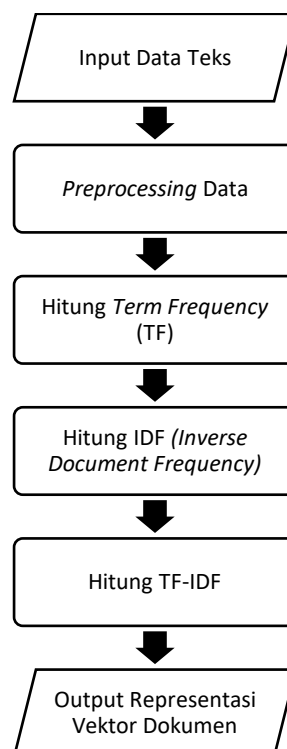 Input Data Teks
Preprocessing Data
Hitung Term Frequency
(TF)
Hitung IDF (Inverse
Document Frequency)
Hitung TF-IDF
Output Representasi
Vektor Dokumen